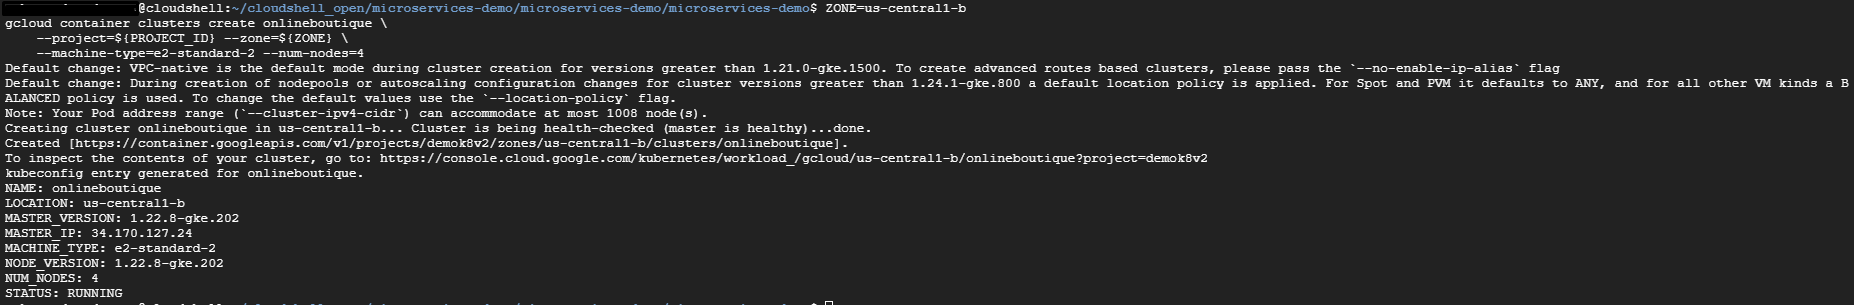 @cloudshell:~/cloudshell_open/microservices-demo/microservices-demo/microservices-demo$ ZONE=us-central1-b
gcloud container clusters create onlineboutique \
    --project=${PROJECT_ID} --zone=${ZONE} \
    --machine-type=e2-standard-2 --num-nodes=4
Default change: VPC-native is the default mode during cluster creation for versions greater than 1.21.0-gke.1500. To create advanced routes based clusters, please pass the `--no-enable-ip-alias` flag
Default change: During creation of nodepools or autoscaling configuration changes for cluster versions greater than 1.24.1-gke.800 a default location policy is applied. For Spot and PVM it defaults to ANY, and for all other VM kinds a B
ALANCED policy is used. To change the default values use the `--location-policy` flag.
Note: Your Pod address range (`--cluster-ipv4-cidr`) can accommodate at most 1008 node(s).
Creating cluster onlineboutique in us-central1-b... Cluster is being health-checked (master is healthy)...done.
Created [https://container.googleapis.com/v1/projects/demok8v2/zones/us-central1-b/clusters/onlineboutique].
To inspect the contents of your cluster, go to: https://console.cloud.google.com/kubernetes/workload_/gcloud/us-central1-b/onlineboutique?project=demok8v2
kubeconfig entry generated for onlineboutique.
NAME: onlineboutique
LOCATION: us-central1-b
MASTER_VERSION: 1.22.8-gke.202
MASTER_IP: 34.170.127.24
MACHINE_TYPE: e2-standard-2
NODE_VERSION: 1.22.8-gke.202
NUM_NODES: 4
STATUS: RUNNING